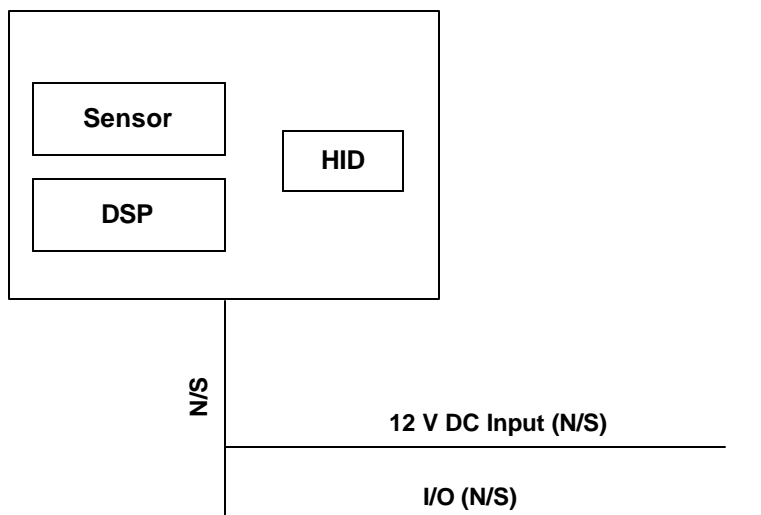 Sensor
HID
DSP
N/S
12 V DC Input (N/S)
I/O (N/S)